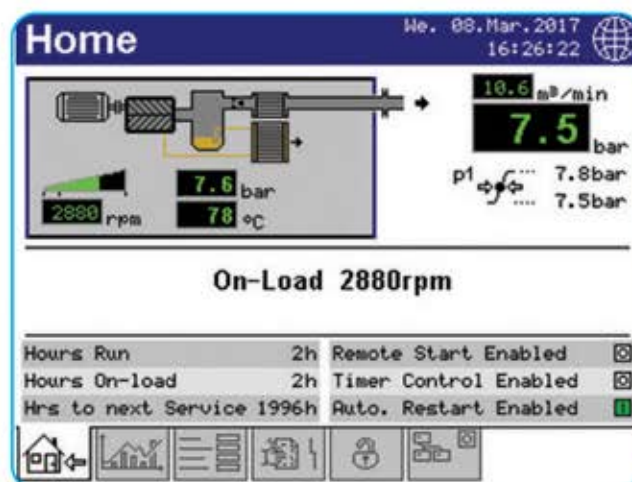 Home
We. 08.Mar.2017
16:26:22
10.6 m³/min
7.5 bar
p1
7.8bar
7.5bar
7.6 bar
2880 rpm
78 °C
On-Load 2880rpm
Hours Run 2h Remote Start Enabled
Hours On-load 2h Timer Control Enabled
Hrs to next Service 1996h Auto. Restart Enabled